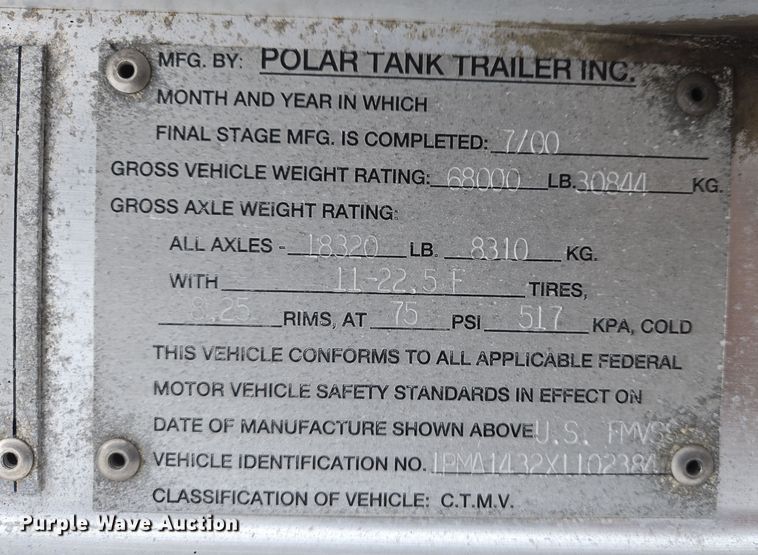 MFG. BY: POLAR TANK TRAILER INC.
MONTH AND YEAR IN WHICH
FINAL STAGE MFG. IS COMPLETED: 7/00
GROSS VEHICLE WEIGHT RATING: 68000 LB. 30844 KG.
GROSS AXLE WEIGHT RATING:
ALL AXLES - 18320 LB. 8310 KG.
WITH 11-22,5 F TIRES,
8.25 RIMS, AT 75 PSI 517 KPA, COLD
THIS VEHICLE CONFORMS TO ALL APPLICABLE FEDERAL
MOTOR VEHICLE SAFETY STANDARDS IN EFFECT ON
DATE OF MANUFACTURE SHOWN ABOVE U.S. FMVSS
VEHICLE IDENTIFICATION NO. 1PMA1432X1102384
CLASSIFICATION OF VEHICLE: C.T.M.V.
Purple Wave Auction